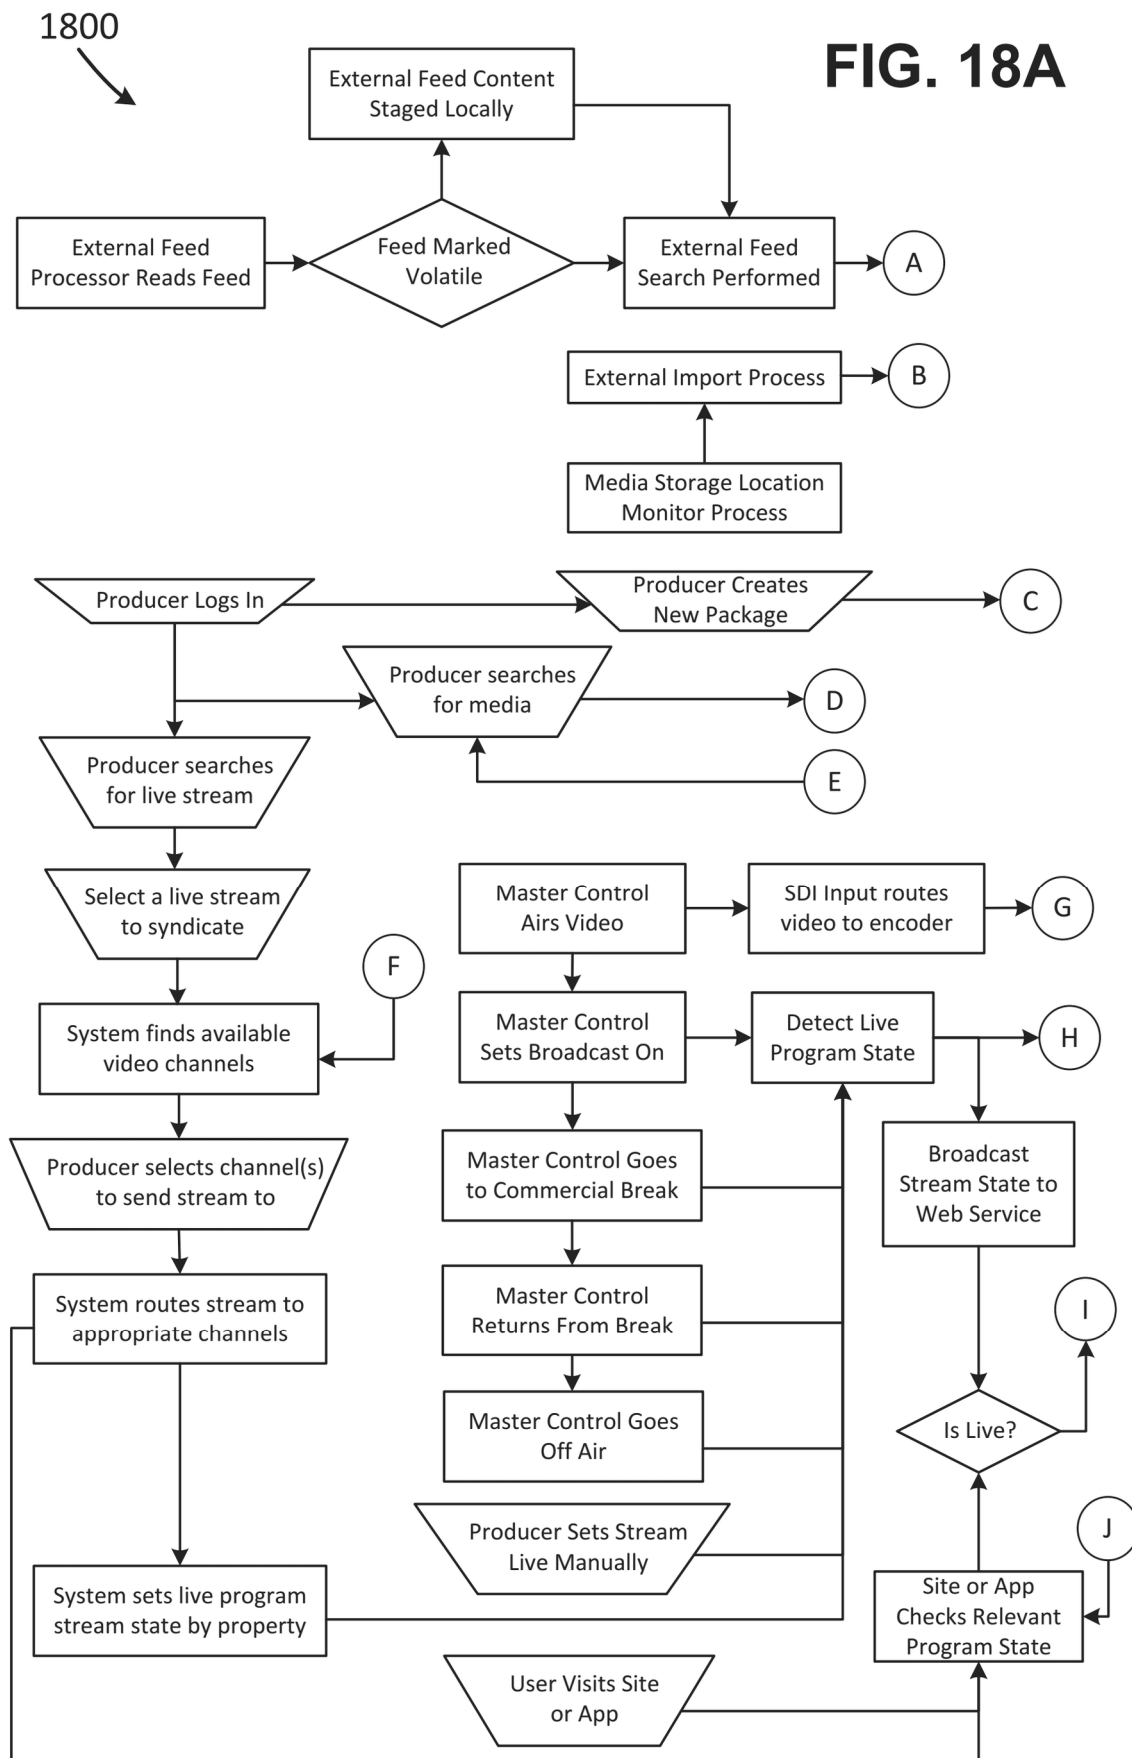 1800
FIG. 18A
External Feed Content
Staged Locally
External Feed
Processor Reads Feed
Feed Marked
Volatile
External Feed
Search Performed
A
External Import Process
B
Media Storage Location
Monitor Process
Producer Logs In
Producer Creates
New Package
C
Producer searches
for media
D
E
Producer searches
for live stream
Select a live stream
to syndicate
F
System finds available
video channels
Producer selects channel(s)
to send stream to
System routes stream to
appropriate channels
System sets live program
stream state by property
Master Control
Airs Video
SDI Input routes
video to encoder
G
Master Control
Sets Broadcast On
Detect Live
Program State
H
Master Control Goes
to Commercial Break
Broadcast
Stream State to
Web Service
Master Control
Returns From Break
I
Master Control Goes
Off Air
Is Live?
Producer Sets Stream
Live Manually
J
Site or App
Checks Relevant
Program State
User Visits Site
or App